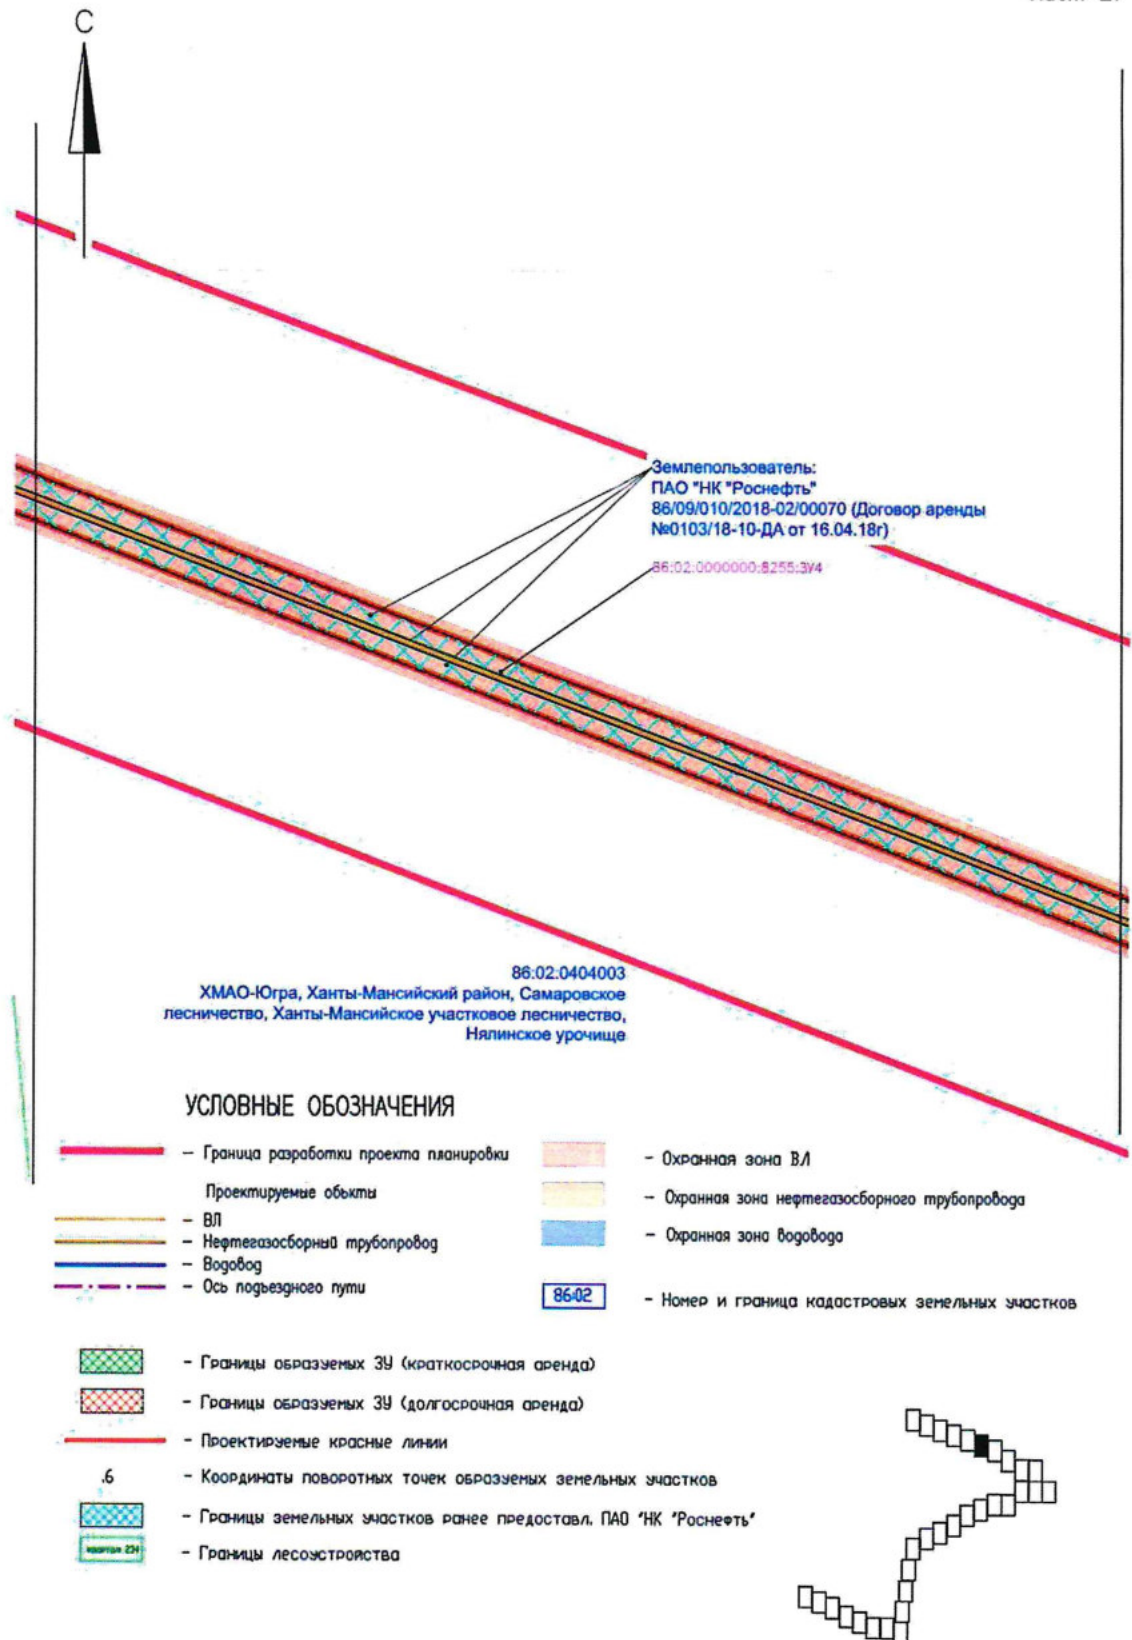 С
Землепользователь:
ПАО "НК "Роснефть"
86/09/010/2018-02/00070 (Договор аренды
№0103/18-10-ДА от 16.04.18г)
86:02:0000000:8255:ЗУ4
86:02:0404003
ХМАО-Югра, Ханты-Мансийский район, Самаровское
лесничество, Ханты-Мансийское участковое лесничество,
Нялинское урочище
УСЛОВНЫЕ ОБОЗНАЧЕНИЯ
- Граница разработки проекта планировки
Проектируемые обькты
- ВЛ
- Нефтегазосборный трубопровод
- Водовод
- Ось подъездного пути
- Охранная зона ВЛ
- Охранная зона нефтегазосборного трубопровода
- Охранная зона водовода
86:02 - Номер и граница кадастровых земельных участков
- Границы образуемых ЗУ (краткосрочная аренда)
- Границы образуемых ЗУ (долгосрочная аренда)
- Проектируемые красные линии
.6 - Координаты поворотных точек образуемых земельных участков
- Границы земельных участков ранее предоставл. ПАО "НК "Роснефть"
квартал 234 - Границы лесоустройства